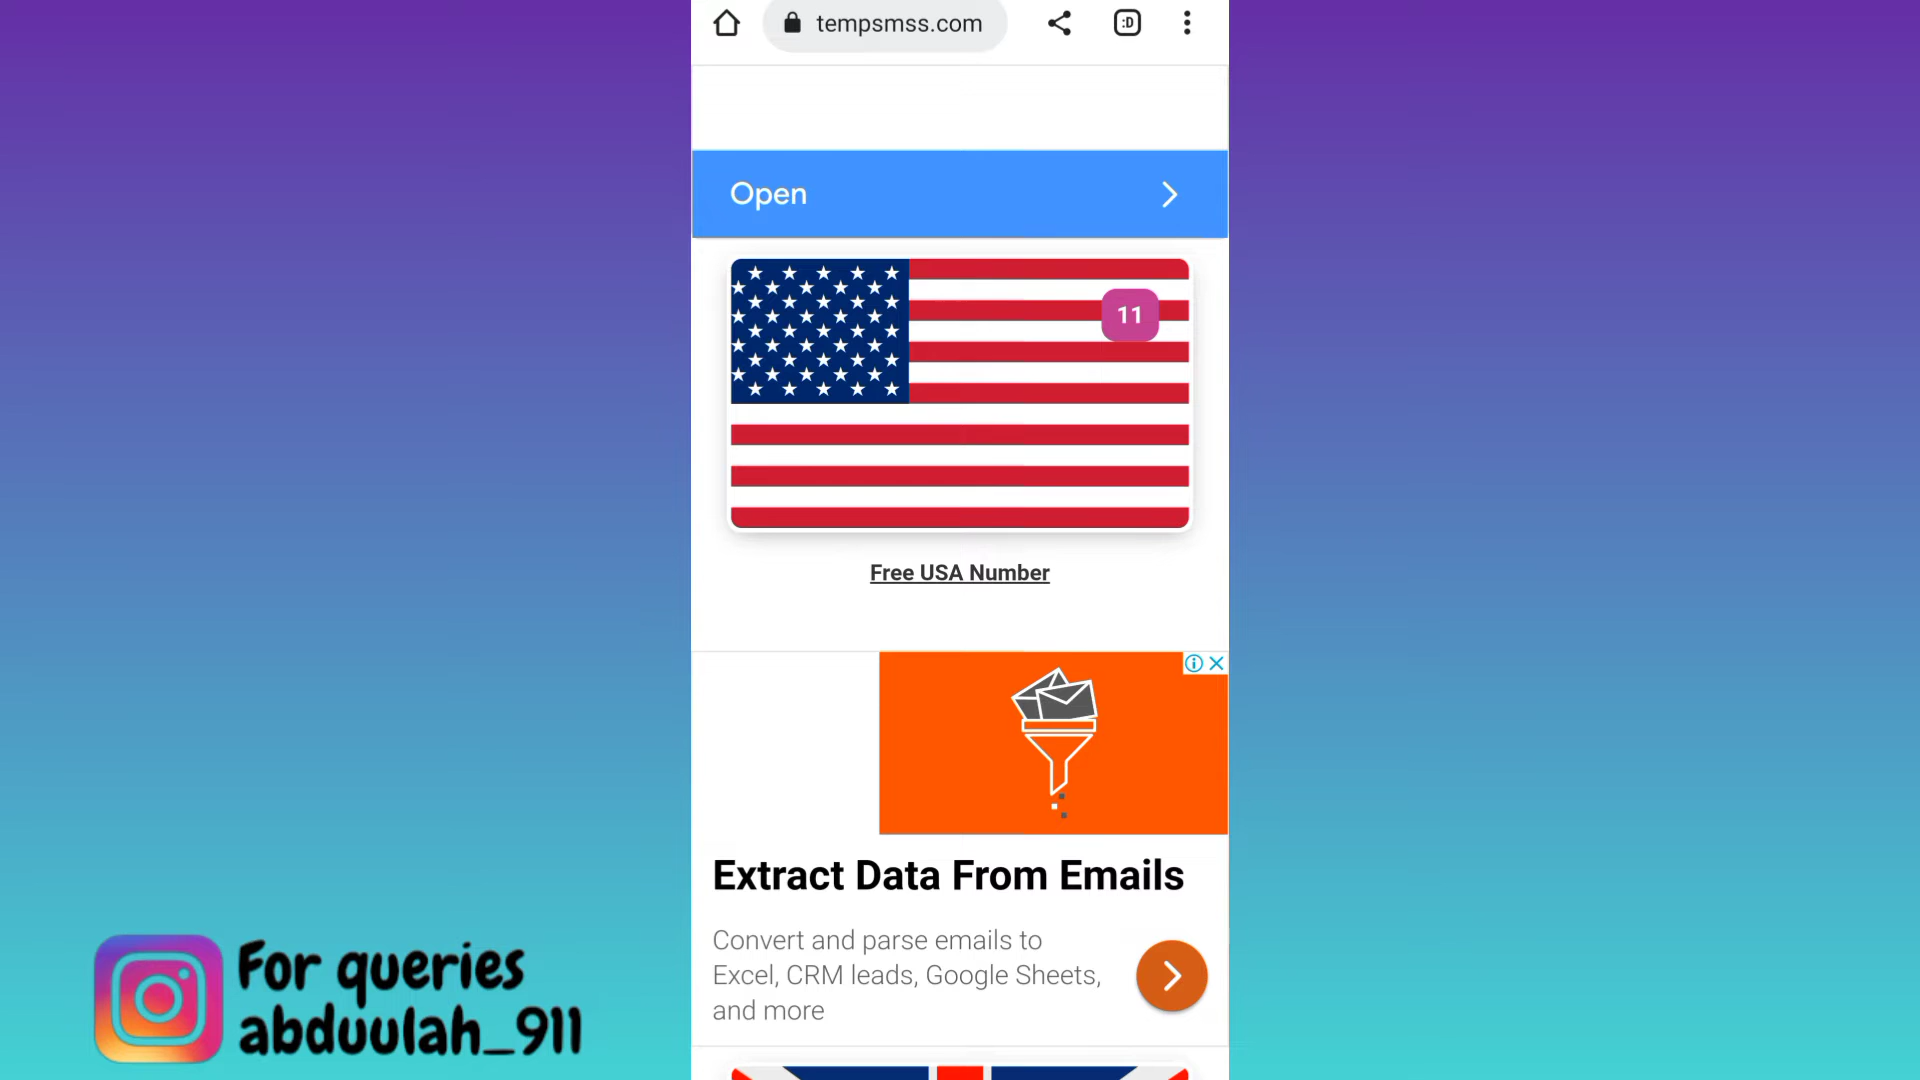 tempsmss.com
:D
Open
11
Free USA Number
Extract Data From Emails
Convert and parse emails to
Excel, CRM leads, Google Sheets,
and more
For queries
abduulah_911